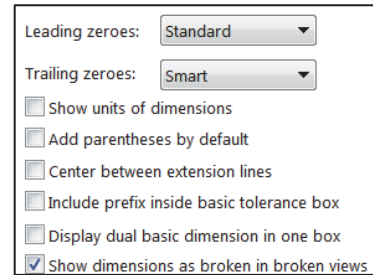 Leading zeroes: Standard
Trailing zeroes: Smart
Show units of dimensions
Add parentheses by default
Center between extension lines
Include prefix inside basic tolerance box
Display dual basic dimension in one box
Show dimensions as broken in broken views